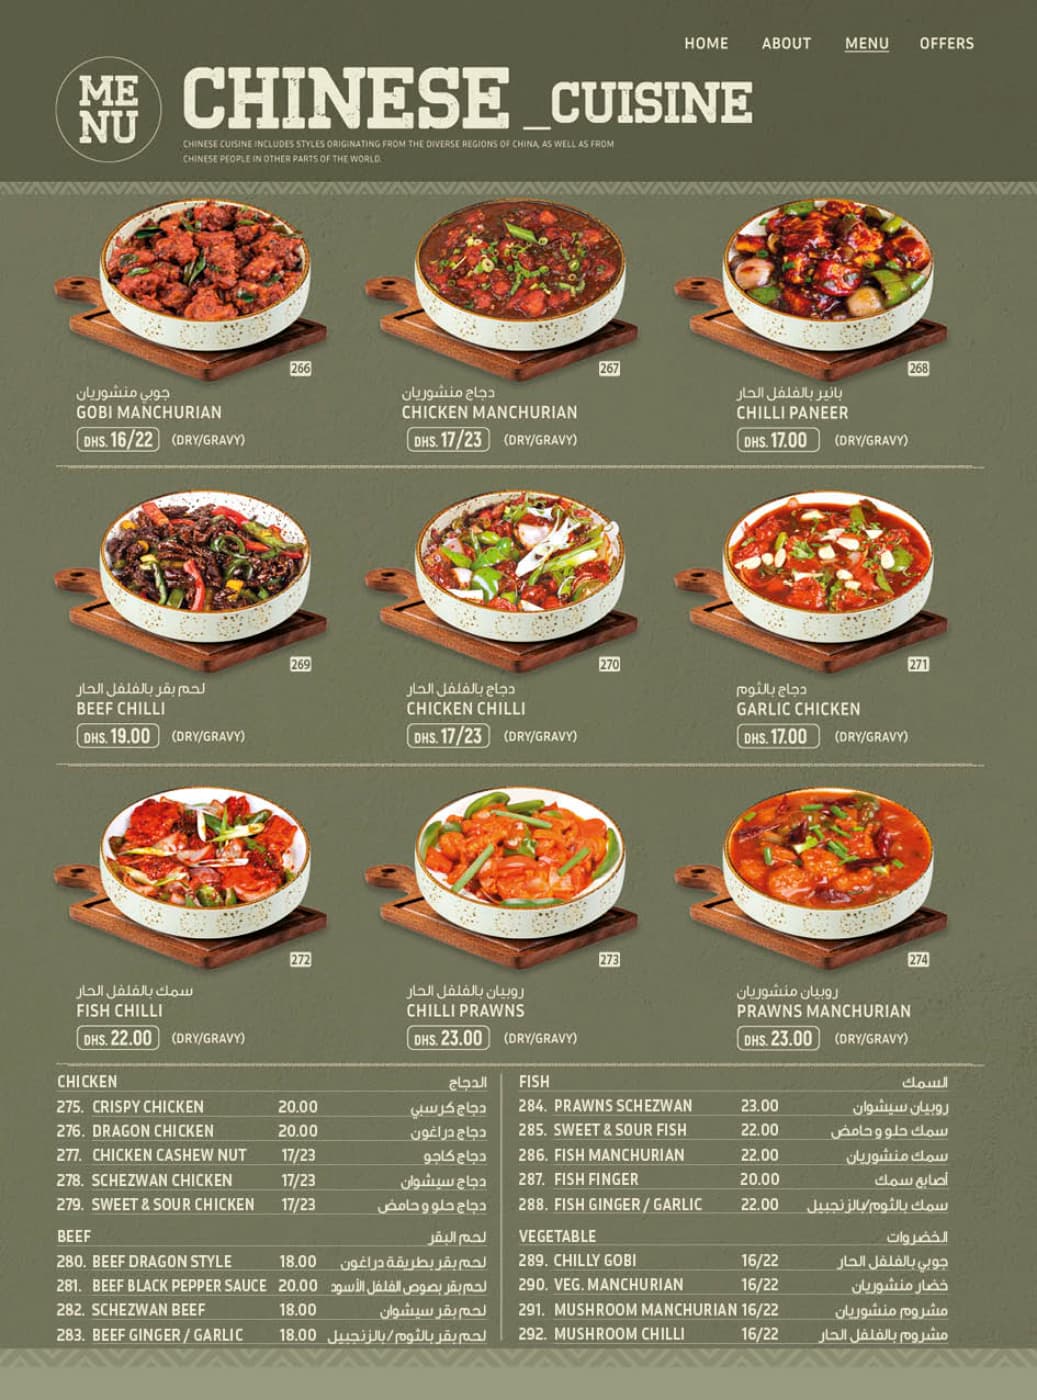 HOME ABOUT MENU OFFERS
ME
NU
CHINESE _CUISINE
CHINESE CUISINE INCLUDES STYLES ORIGINATING FROM THE DIVERSE REGIONS OF CHINA, AS WELL AS FROM
CHINESE PEOPLE IN OTHER PARTS OF THE WORLD.
266
جوبي منشوريان
GOBI MANCHURIAN
DHS. 16/22 (DRY/GRAVY)
267
دجاج منشوريان
CHICKEN MANCHURIAN
DHS. 17/23 (DRY/GRAVY)
268
بانير بالفلفل الحار
CHILLI PANEER
DHS. 17.00 (DRY/GRAVY)
269
لحم بقر بالفلفل الحار
BEEF CHILLI
DHS. 19.00 (DRY/GRAVY)
270
دجاج بالفلفل الحار
CHICKEN CHILLI
DHS. 17/23 (DRY/GRAVY)
271
دجاج بالثوم
GARLIC CHICKEN
DHS. 17.00 (DRY/GRAVY)
272
سمك بالفلفل الحار
FISH CHILLI
DHS. 22.00 (DRY/GRAVY)
273
روبيان بالفلفل الحار
CHILLI PRAWNS
DHS. 23.00 (DRY/GRAVY)
274
روبيان منشوريان
PRAWNS MANCHURIAN
DHS. 23.00 (DRY/GRAVY)
CHICKEN الدجاج
275. CRISPY CHICKEN 20.00 دجاج كرسبي
276. DRAGON CHICKEN 20.00 دجاج دراغون
277. CHICKEN CASHEW NUT 17/23 دجاج كاجو
278. SCHEZWAN CHICKEN 17/23 دجاج سيشوان
279. SWEET & SOUR CHICKEN 17/23 دجاج حلو و حامض
BEEF لحم البقر
280. BEEF DRAGON STYLE 18.00 لحم بقر بطريقة دراغون
281. BEEF BLACK PEPPER SAUCE 20.00 لحم بقر بصوص الفلفل الأسود
282. SCHEZWAN BEEF 18.00 لحم بقر سيشوان
283. BEEF GINGER / GARLIC 18.00 لحم بقر بالثوم / بالزنجبيل
FISH السمك
284. PRAWNS SCHEZWAN 23.00 روبيان سيشوان
285. SWEET & SOUR FISH 22.00 سمك حلو و حامض
286. FISH MANCHURIAN 22.00 سمك منشوريان
287. FISH FINGER 20.00 أصابع سمك
288. FISH GINGER / GARLIC 22.00 سمك بالثوم/بالزنجبيل
VEGETABLE الخضروات
289. CHILLY GOBI 16/22 جوبي بالفلفل الحار
290. VEG. MANCHURIAN 16/22 خضار منشوريان
291. MUSHROOM MANCHURIAN 16/22 مشروم منشوريان
292. MUSHROOM CHILLI 16/22 مشروم بالفلفل الحار